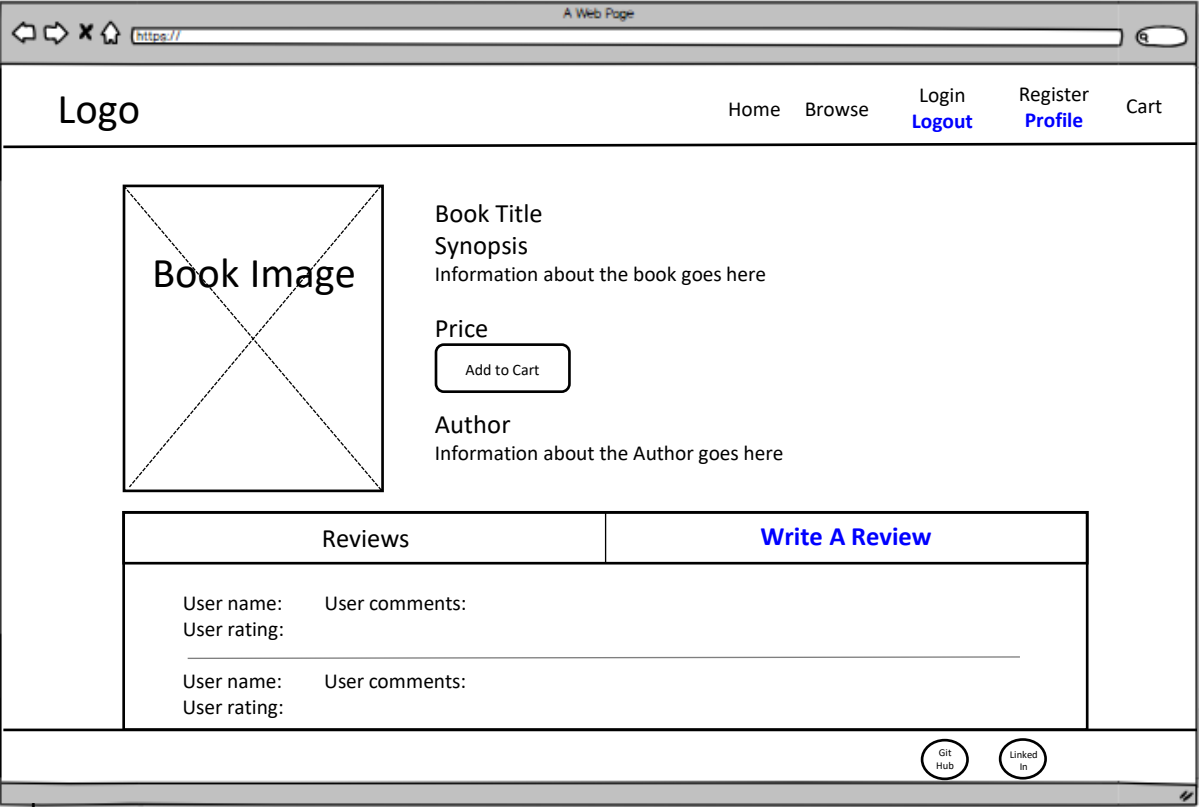 A Web Page
https://
Logo
Home Browse Login Register Cart
Logout Profile
Book Image
Book Title
Synopsis
Information about the book goes here
Price
Add to Cart
Author
Information about the Author goes here
Reviews Write A Review
User name: User comments:
User rating:
User name: User comments:
User rating:
Git
Hub
Linked
In